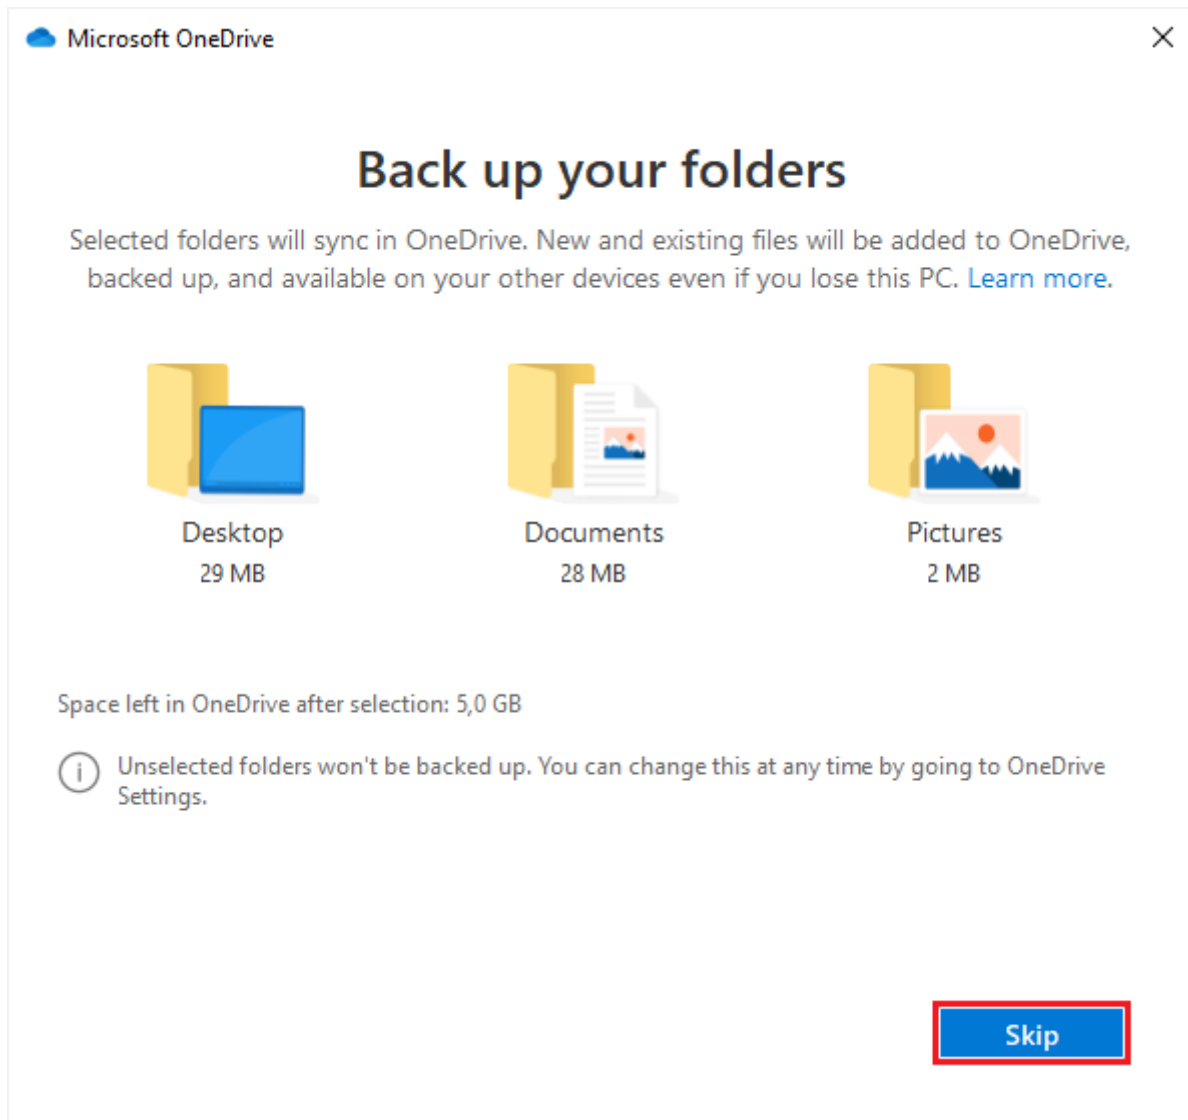 Microsoft OneDrive
Back up your folders
Selected folders will sync in OneDrive. New and existing files will be added to OneDrive,
backed up, and available on your other devices even if you lose this PC. Learn more.
Desktop
29 MB
Documents
28 MB
Pictures
2 MB
Space left in OneDrive after selection: 5,0 GB
Unselected folders won't be backed up. You can change this at any time by going to OneDrive
Settings.
Skip